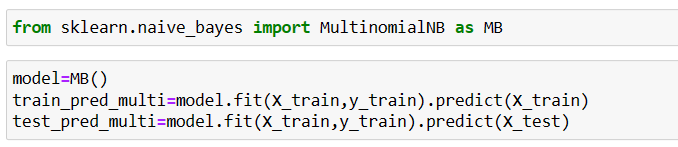 from sklearn.naive_bayes import MultinomialNB as MB
model=MB()
train_pred_multi=model.fit(X_train,y_train).predict(X_train)
test_pred_multi=model.fit(X_train,y_train).predict(X_test)